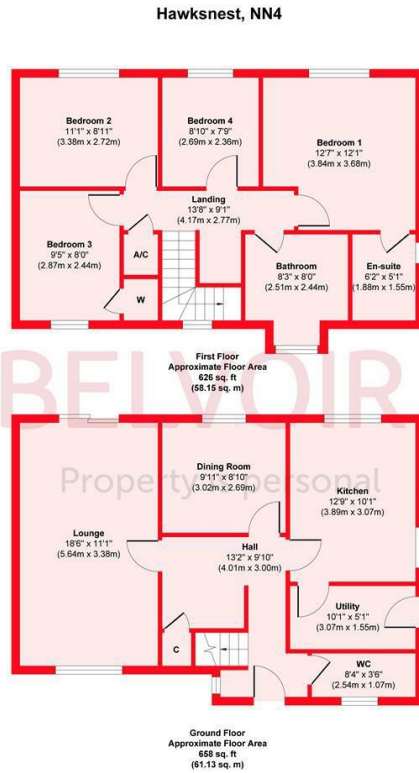 Hawksnest, NN4
Bedroom 2
11'1" x 8'11"
(3.38m x 2.72m)
Bedroom 4
8'10" x 7'9"
(2.69m x 2.36m)
Bedroom 1
12'7" x 12'1"
(3.84m x 3.68m)
Landing
13'8" x 9'1"
(4.17m x 2.77m)
Bedroom 3
9'5" x 8'0"
(2.87m x 2.44m)
A/C
W
Bathroom
8'3" x 8'0"
(2.51m x 2.44m)
En-suite
6'2" x 5'1"
(1.88m x 1.55m)
First Floor
Approximate Floor Area
626 sq. ft
(58.15 sq. m)
BELVOIR
Property personal
Lounge
18'6" x 11'1"
(5.64m x 3.38m)
Dining Room
9'11" x 8'10"
(3.02m x 2.69m)
Kitchen
12'9" x 10'1"
(3.89m x 3.07m)
Hall
13'2" x 9'10"
(4.01m x 3.00m)
Utility
10'1" x 5'1"
(3.07m x 1.55m)
C
WC
8'4" x 3'6"
(2.54m x 1.07m)
Ground Floor
Approximate Floor Area
658 sq. ft
(61.13 sq. m)